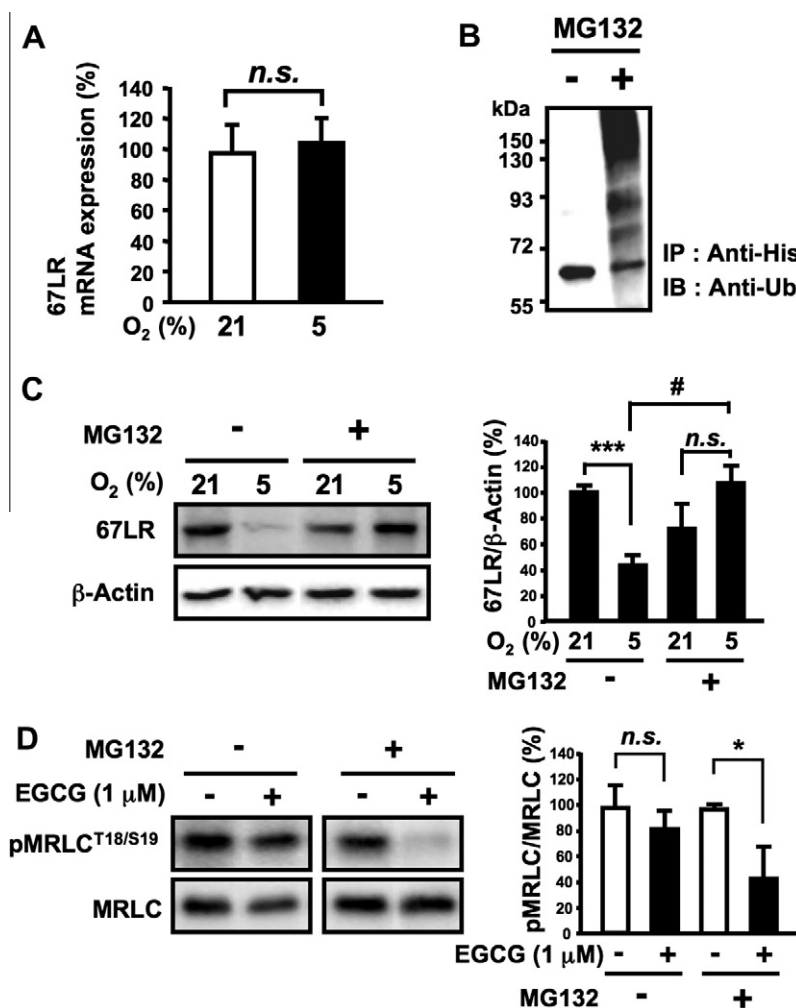 A
67LR
mRNA expression (%)
140
120
100
80
60
40
20
0
n.s.
O2 (%) 21 5
B
MG132
- +
kDa
150
130
93
72
55
IP : Anti-His
IB : Anti-Ub
C
MG132 - +
O2 (%) 21 5 21 5
67LR
β-Actin
67LR/β-Actin (%)
140
120
100
80
60
40
20
0
***
n.s.
#
O2 (%) 21 5 21 5
MG132 - +
D
MG132 - +
EGCG (1 μM) - + - +
pMRLCT18/S19
MRLC
pMRLC/MRLC (%)
140
120
100
80
60
40
20
0
n.s.
*
EGCG (1 μM) - + - +
MG132 - +